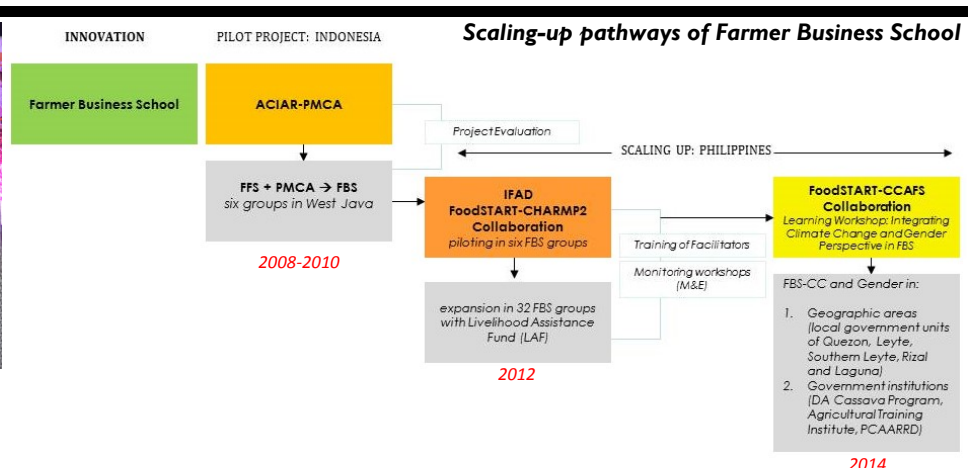 Scaling-up pathways of Farmer Business School
INNOVATION
PILOT PROJECT: INDONESIA
Farmer Business School
ACIAR-PMCA
Project Evaluation
SCALING UP: PHILIPPINES
FFS + PMCA → FBS
six groups in West Java
2008-2010
IFAD
FoodSTART-CHARMP2
Collaboration
piloting in six FBS groups
Training of Facilitators
Monitoring workshops
(M&E)
expansion in 32 FBS groups
with Livelihood Assistance
Fund (LAF)
2012
FoodSTART-CCAFS
Collaboration
Learning Workshop: Integrating
Climate Change and Gender
Perspective in FBS
FBS-CC and Gender in:
1. Geographic areas
(local government units
of Quezon, Leyte,
Southern Leyte, Rizal
and Laguna)
2. Government institutions
(DA Cassava Program,
Agricultural Training
Institute, PCAARRD)
2014